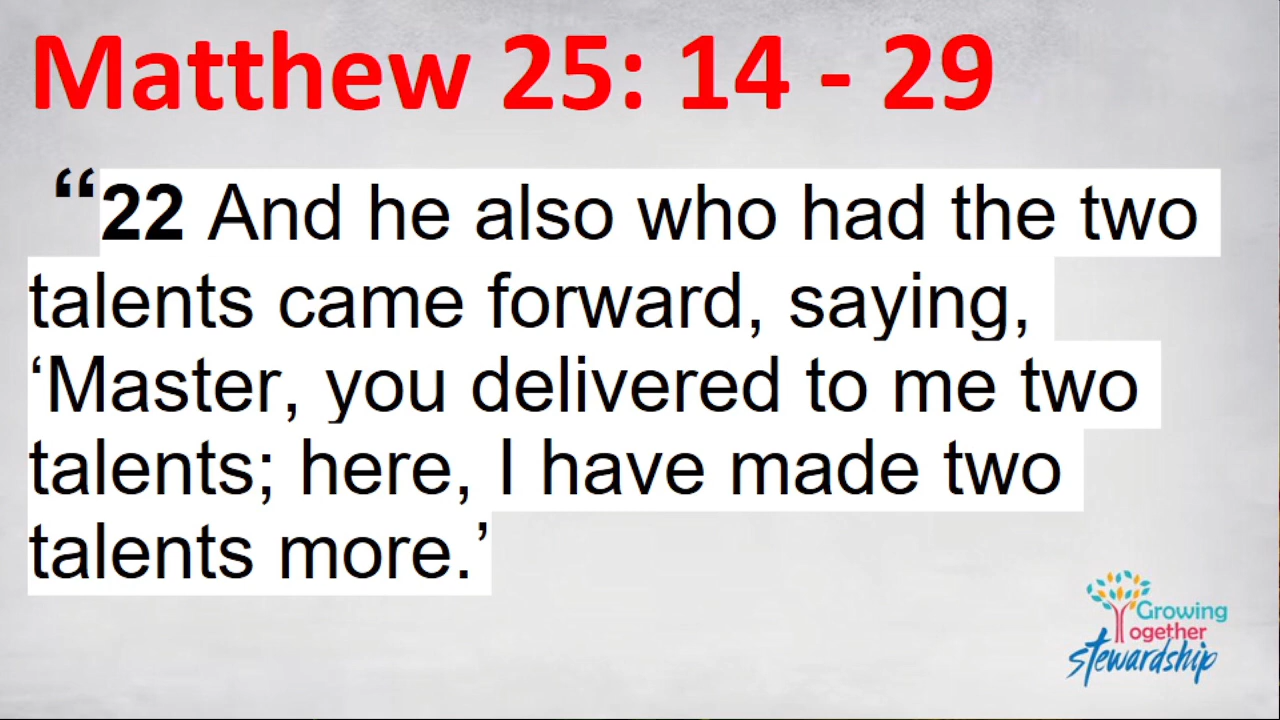 Matthew 25: 14 - 29
“22 And he also who had the two
talents came forward, saying,
‘Master, you delivered to me two
talents; here, I have made two
talents more.’
Growing
Together
stewardship